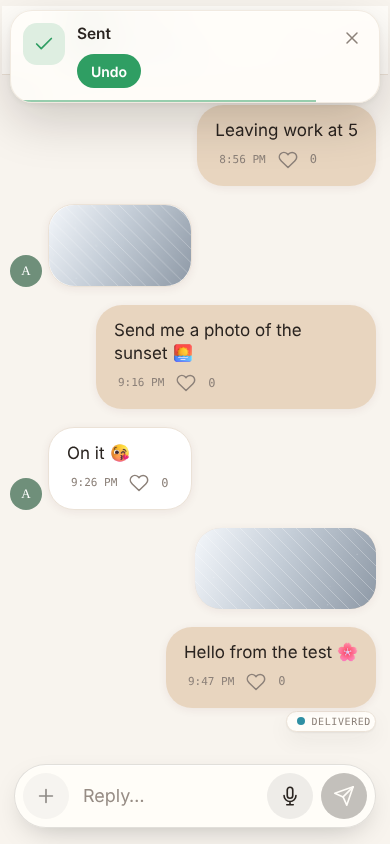 Sent
Undo
Leaving work at 5
8:56 PM 0
A
Send me a photo of the
sunset 🌅
9:16 PM 0
On it 😘
9:26 PM 0
A
Hello from the test 🌸
9:47 PM 0
DELIVERED
Reply...